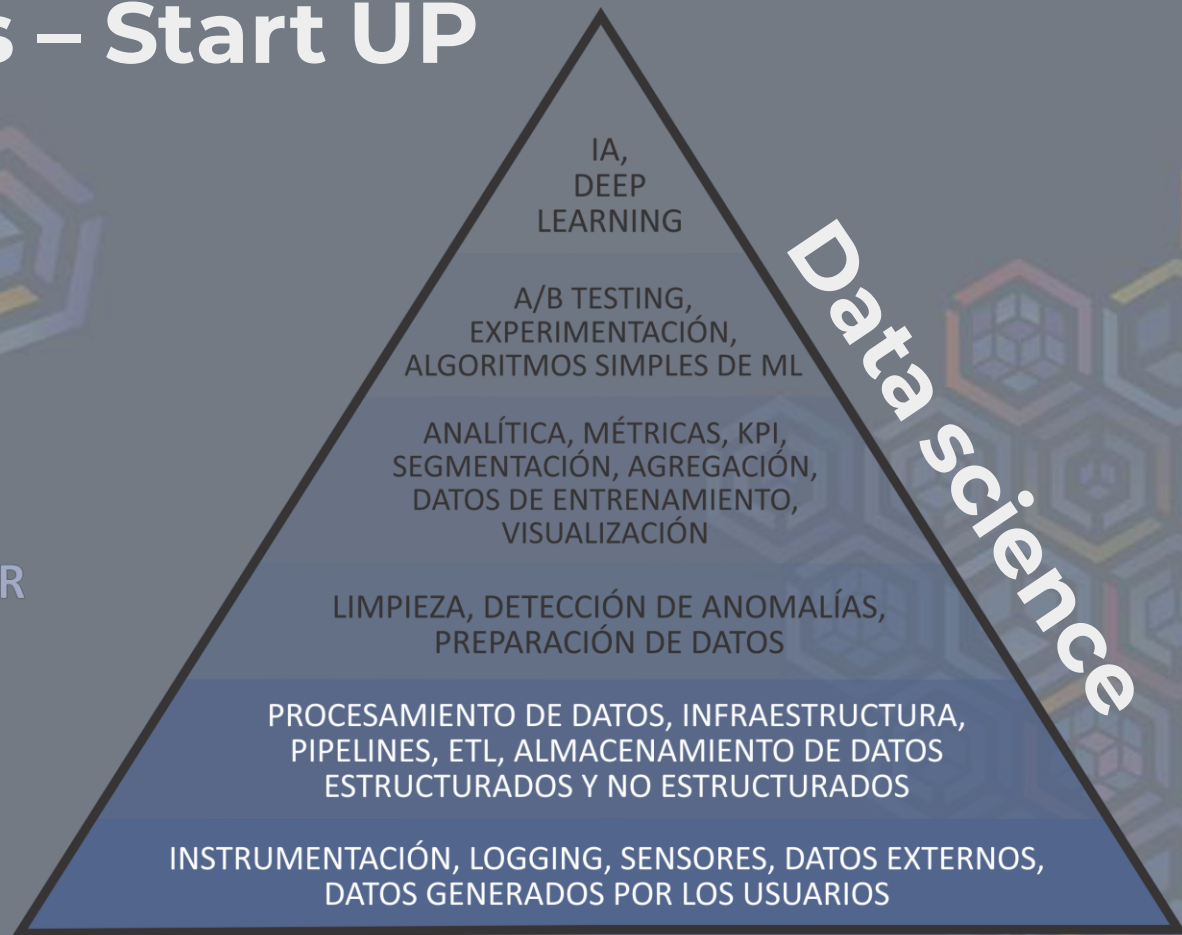 s – Start UP
IA,
DEEP
LEARNING
A/B TESTING,
EXPERIMENTACIÓN,
ALGORITMOS SIMPLES DE ML
ANALÍTICA, MÉTRICAS, KPI,
SEGMENTACIÓN, AGREGACIÓN,
DATOS DE ENTRENAMIENTO,
VISUALIZACIÓN
LIMPIEZA, DETECCIÓN DE ANOMALÍAS,
PREPARACIÓN DE DATOS
PROCESAMIENTO DE DATOS, INFRAESTRUCTURA,
PIPELINES, ETL, ALMACENAMIENTO DE DATOS
ESTRUCTURADOS Y NO ESTRUCTURADOS
INSTRUMENTACIÓN, LOGGING, SENSORES, DATOS EXTERNOS,
DATOS GENERADOS POR LOS USUARIOS
Data science
R